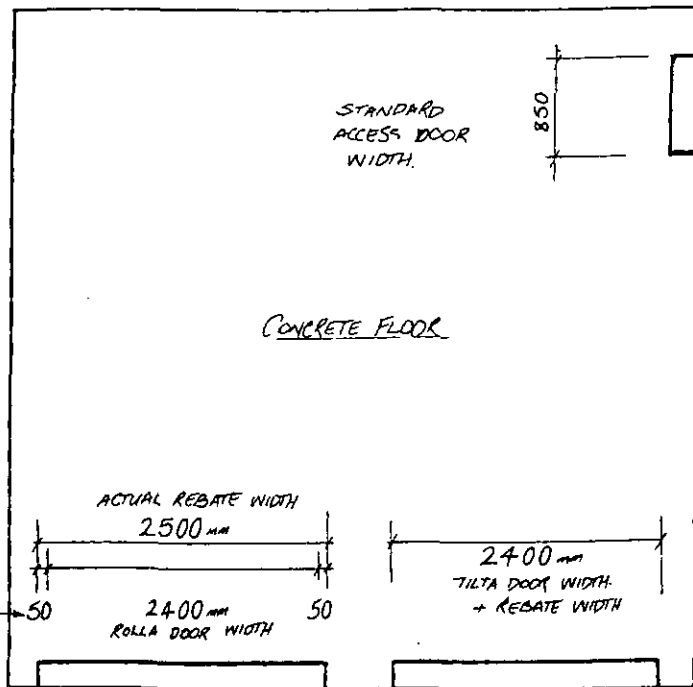 STANDARD
ACCESS DOOR
WIDTH.
850
CONCRETE FLOOR
ACTUAL REBATE WIDTH
2500 mm
50
2400 mm
50
ROLLA DOOR WIDTH
2400 mm
TILTA DOOR WIDTH.
+ REBATE WIDTH